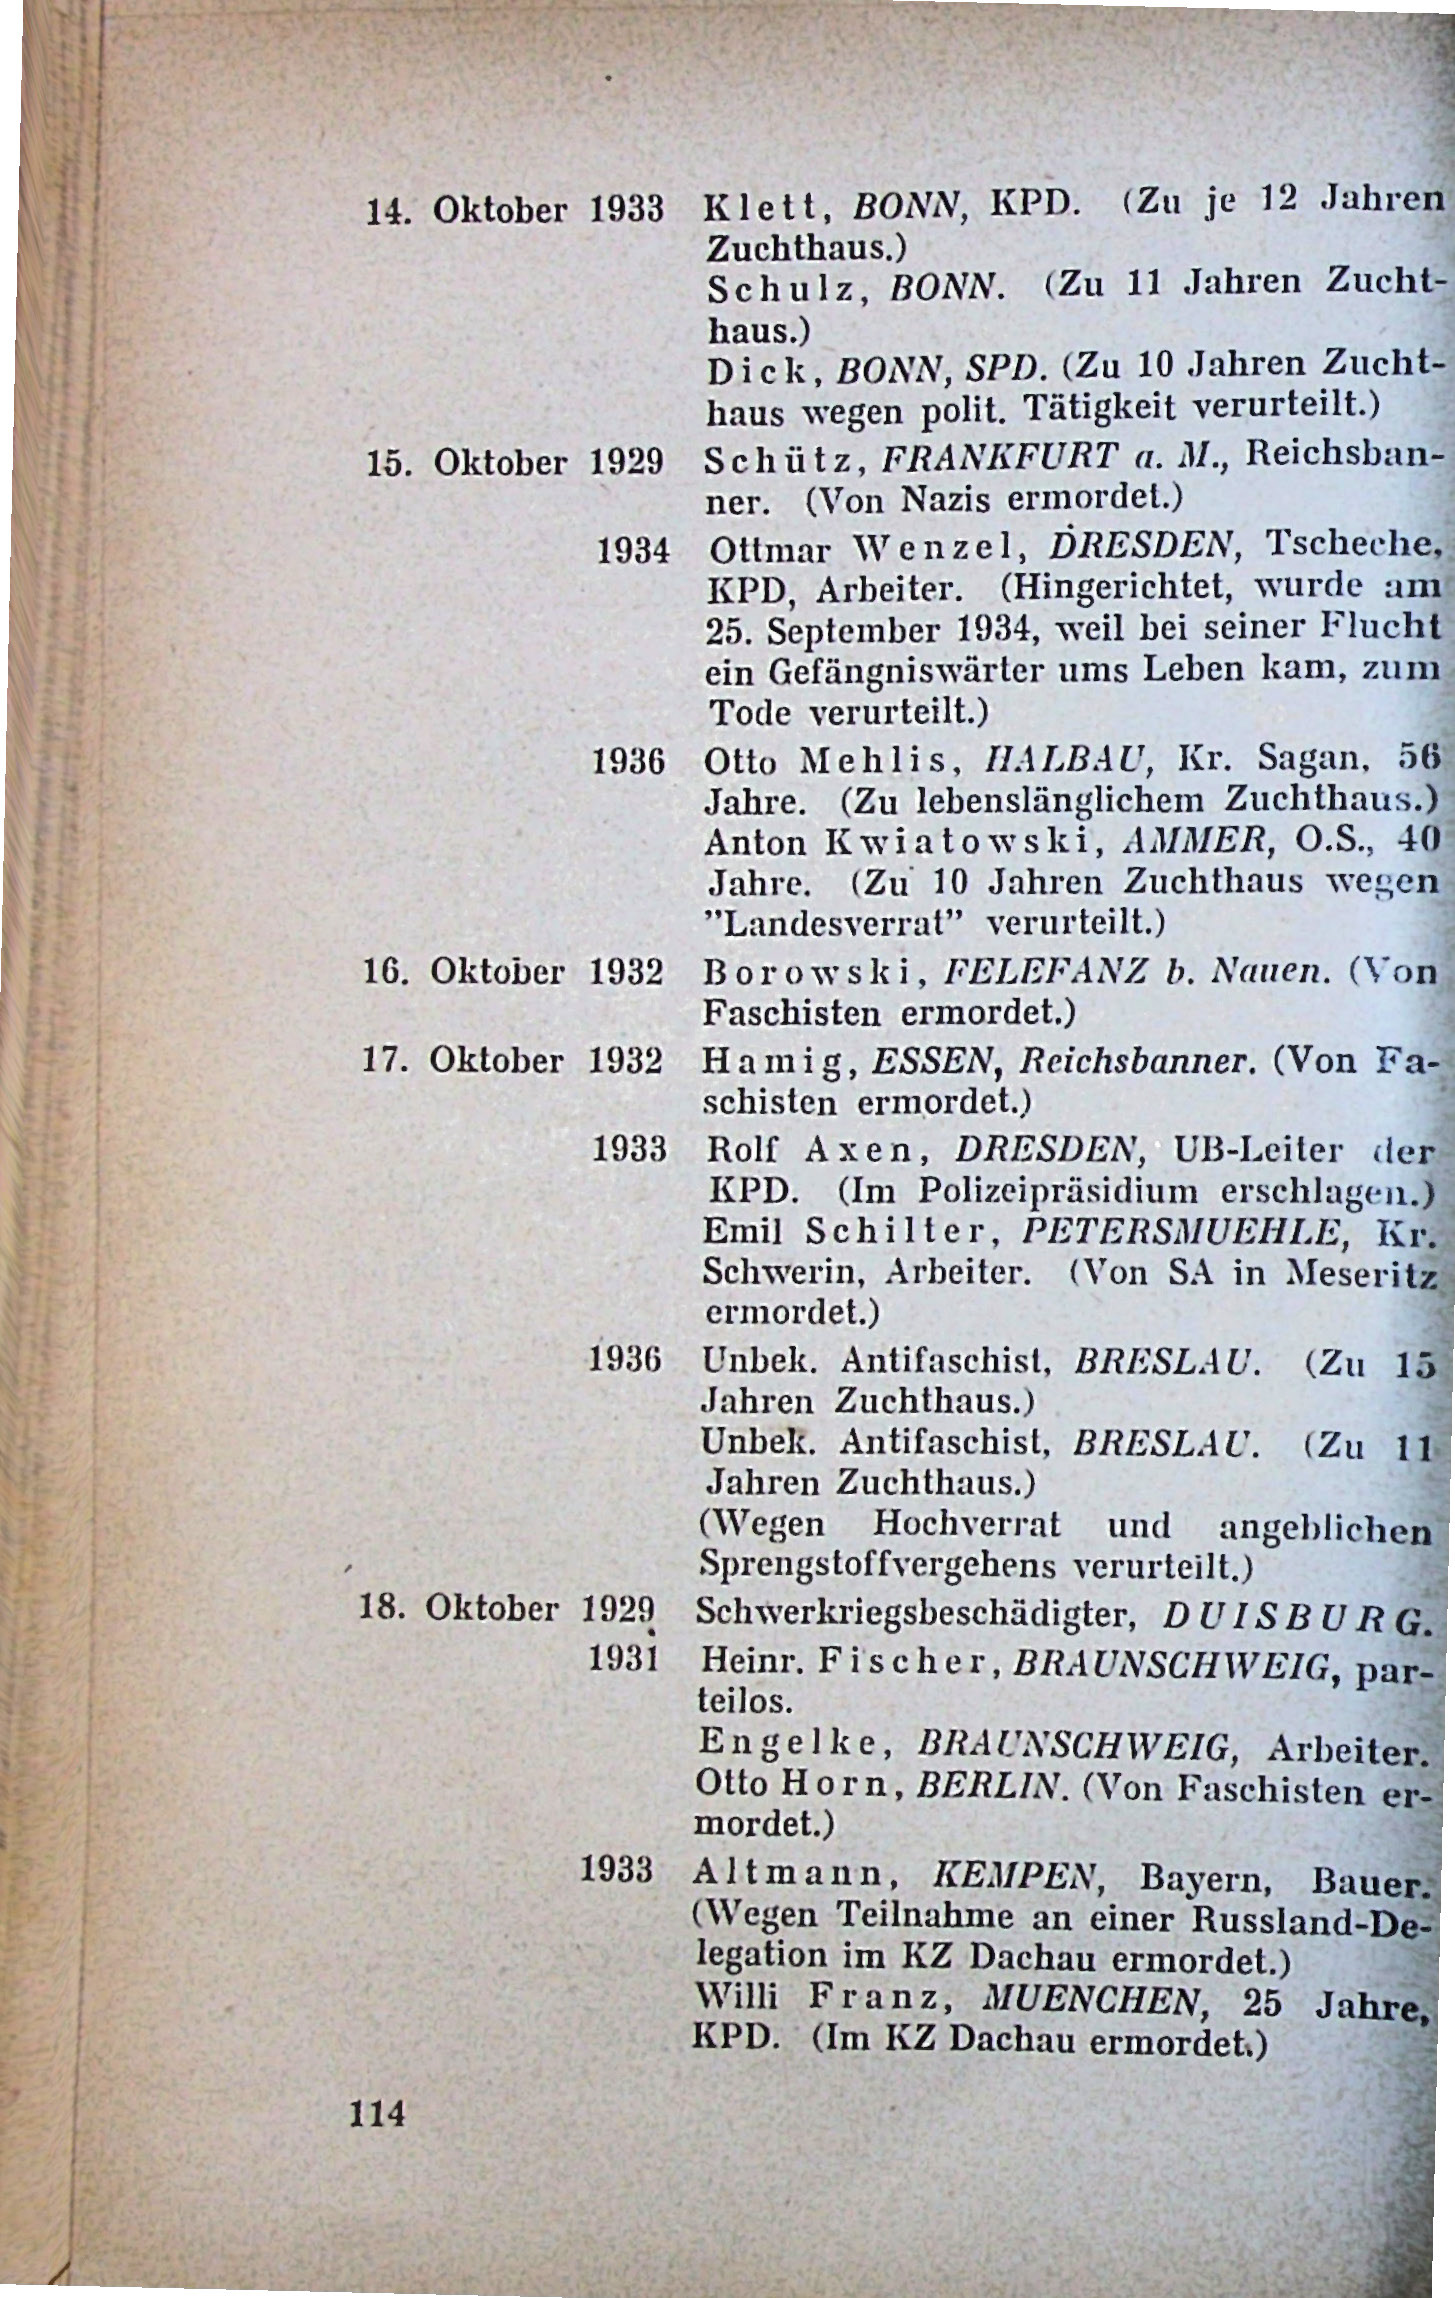 14. Oktober 1933 Klett, BONN, KPD. (Zu je 12 Jahren
Zuchthaus.)
Schulz, BONN. (Zu 11 Jahren Zucht-
haus.)
Dick, BONN, SPD. (Zu 10 Jahren Zucht-
haus wegen polit. Tätigkeit verurteilt.)
15. Oktober 1929 Schütz, FRANKFURT a. M., Reichsban-
ner. (Von Nazis ermordet.)
1934 Ottmar Wenzel, DRESDEN, Tscheche,
KPD, Arbeiter. (Hingerichtet, wurde am
25. September 1934, weil bei seiner Flucht
ein Gefängniswärter ums Leben kam, zum
Tode verurteilt.)
1936 Otto Mehlis, HALBAU, Kr. Sagan, 56
Jahre. (Zu lebenslänglichem Zuchthaus.)
Anton Kwiatowski, AMMER, O.S., 40
Jahre. (Zu 10 Jahren Zuchthaus wegen
"Landesverrat" verurteilt.)
16. Oktober 1932 Borowski, FELEFANZ b. Nauen. (Von
Faschisten ermordet.)
17. Oktober 1932 Hamig, ESSEN, Reichsbanner. (Von Fa-
schisten ermordet.)
1933 Rolf Axen, DRESDEN, UB-Leiter der
KPD. (Im Polizeipräsidium erschlagen.)
Emil Schilter, PETERSMUEHLE, Kr.
Schwerin, Arbeiter. (Von SA in Meseritz
ermordet.)
1936 Unbek. Antifaschist, BRESLAU. (Zu 15
Jahren Zuchthaus.)
Unbek. Antifaschist, BRESLAU. (Zu 11
Jahren Zuchthaus.)
(Wegen Hochverrat und angeblichen
Sprengstoffvergehens verurteilt.)
18. Oktober 1929 Schwerkriegsbeschädigter, DUISBURG.
1931 Heinr. Fischer, BRAUNSCHWEIG, par-
teilos.
Engelke, BRAUNSCHWEIG, Arbeiter.
Otto Horn, BERLIN. (Von Faschisten er-
mordet.)
1933 Altmann, KEMPEN, Bayern, Bauer.
(Wegen Teilnahme an einer Russland-De-
legation im KZ Dachau ermordet.)
Willi Franz, MUENCHEN, 25 Jahre,
KPD. (Im KZ Dachau ermordet.)
114